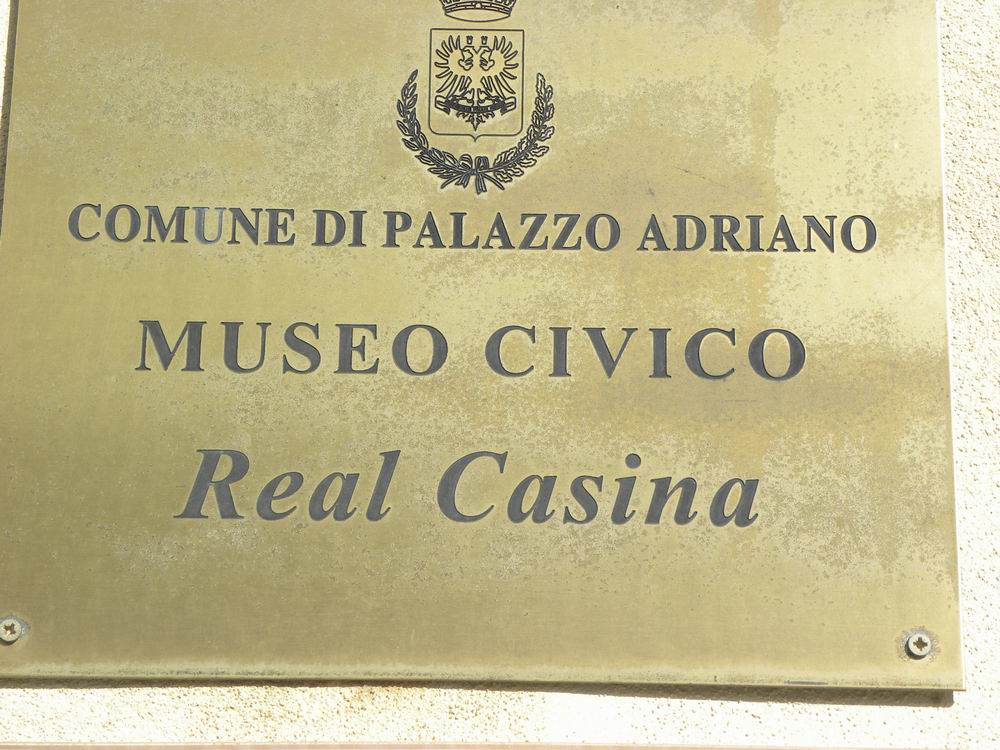 COMUNE DI PALAZZO ADRIANO
MUSEO CIVICO
Real Casina